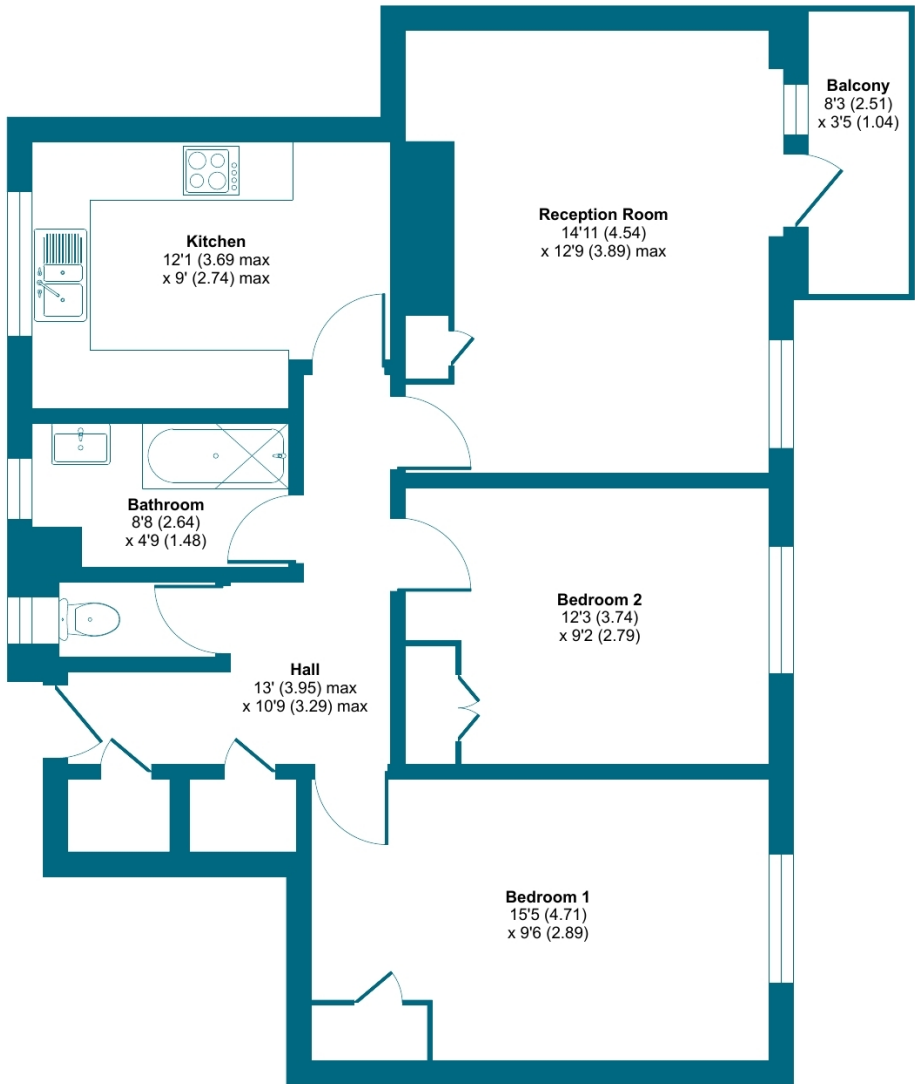 Balcony
8'3 (2.51)
x 3'5 (1.04)
Reception Room
14'11 (4.54)
x 12'9 (3.89) max
Kitchen
12'1 (3.69 max
x 9' (2.74) max
Bathroom
8'8 (2.64)
x 4'9 (1.48)
Bedroom 2
12'3 (3.74)
x 9'2 (2.79)
Hall
13' (3.95) max
x 10'9 (3.29) max
Bedroom 1
15'5 (4.71)
x 9'6 (2.89)